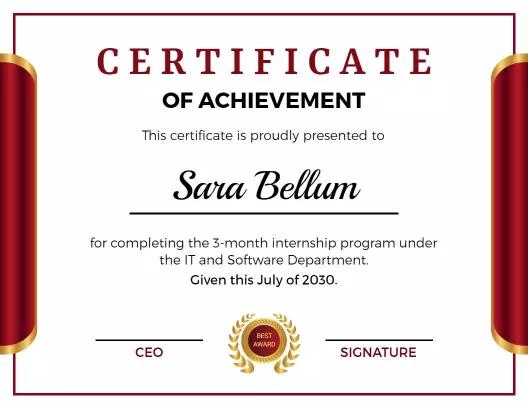 CERTIFICATE
OF ACHIEVEMENT
This certificate is proudly presented to
Sara Bellum
for completing the 3-month internship program under
the IT and Software Department.
Given this July of 2030.
BEST
AWARD
CEO
SIGNATURE